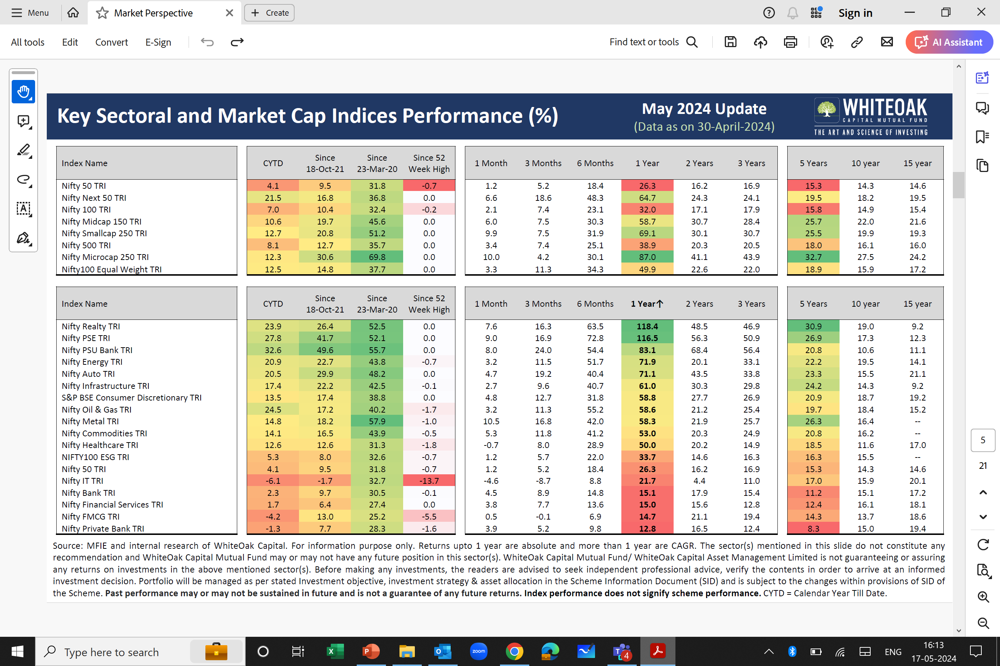 Menu
Market Perspective
Create
Sign in
All tools Edit Convert E-Sign
Find text or tools
AI Assistant
Key Sectoral and Market Cap Indices Performance (%)
May 2024 Update
(Data as on 30-April-2024)
WHITEOAK
CAPITAL MUTUAL FUND
THE ART AND SCIENCE OF INVESTING
Index Name CYTD Since 18-Oct-21 Since 23-Mar-20 Since 52 Week High 1 Month 3 Months 6 Months 1 Year 2 Years 3 Years 5 Years 10 year 15 year
Nifty 50 TRI 4.1 9.5 31.8 -0.7 1.2 5.2 18.4 26.3 16.2 16.9 15.3 14.3 14.6
Nifty Next 50 TRI 21.5 16.8 36.8 0.0 6.6 18.6 48.3 64.7 24.3 24.1 19.5 18.2 19.5
Nifty 100 TRI 7.0 10.4 32.4 -0.2 2.1 7.4 23.1 32.0 17.1 17.9 15.8 14.9 15.4
Nifty Midcap 150 TRI 10.6 19.7 45.6 0.0 6.0 7.5 30.3 58.7 30.7 28.4 25.7 22.0 21.6
Nifty Smallcap 250 TRI 12.7 20.8 51.2 0.0 9.9 7.5 31.9 69.1 30.1 30.7 25.5 19.9 19.3
Nifty 500 TRI 8.1 12.7 35.7 0.0 3.4 7.4 25.1 38.9 20.3 20.5 18.0 16.1 16.0
Nifty Microcap 250 TRI 12.3 30.6 69.8 0.0 10.0 4.2 30.1 87.0 41.1 43.9 32.7 27.5 24.2
Nifty100 Equal Weight TRI 12.5 14.8 37.7 0.0 3.3 11.3 34.3 49.9 22.6 22.0 18.9 15.9 17.2
Index Name CYTD Since 18-Oct-21 Since 23-Mar-20 Since 52 Week High 1 Month 3 Months 6 Months 1 Year↑ 2 Years 3 Years 5 Years 10 year 15 year
Nifty Realty TRI 23.9 26.4 52.5 0.0 7.6 16.3 63.5 118.4 48.5 46.9 30.9 19.0 9.2
Nifty PSE TRI 27.8 41.7 52.1 0.0 9.0 16.9 72.8 116.5 56.3 50.9 26.9 17.3 12.3
Nifty PSU Bank TRI 32.6 49.6 55.7 0.0 8.0 24.0 54.4 83.1 68.4 56.4 20.8 10.6 11.1
Nifty Energy TRI 20.9 22.7 43.8 -0.7 3.2 11.5 51.7 71.9 20.1 33.1 22.2 19.5 14.1
Nifty Auto TRI 20.5 29.9 48.2 0.0 4.7 19.2 40.4 71.1 43.5 33.8 23.3 15.5 21.1
Nifty Infrastructure TRI 17.4 22.2 42.5 -0.1 2.7 9.6 40.7 61.0 30.3 29.8 24.2 14.3 9.2
S&P BSE Consumer Discretionary TRI 13.5 17.4 38.8 0.0 4.8 12.7 31.8 58.8 27.7 26.9 20.9 18.7 19.2
Nifty Oil & Gas TRI 24.5 17.2 40.2 -1.7 3.2 11.3 55.2 58.6 21.2 25.4 19.7 18.4 15.2
Nifty Metal TRI 14.8 18.2 57.9 -1.0 10.5 16.8 42.0 58.3 21.9 25.7 26.3 16.4 --
Nifty Commodities TRI 14.1 16.5 43.9 -0.5 5.3 11.8 41.2 53.0 20.3 24.9 20.8 16.2 --
Nifty Healthcare TRI 12.6 12.6 31.3 -1.8 -0.7 8.0 28.9 50.0 20.2 14.9 18.5 11.6 17.0
NIFTY100 ESG TRI 5.3 8.0 32.6 -0.7 1.2 5.7 22.0 33.7 14.6 16.3 16.3 15.5 --
Nifty 50 TRI 4.1 9.5 31.8 -0.7 1.2 5.2 18.4 26.3 16.2 16.9 15.3 14.3 14.6
Nifty IT TRI -6.1 -1.7 32.7 -13.7 -4.6 -8.7 8.8 21.7 4.4 11.0 17.0 15.9 20.1
Nifty Bank TRI 2.3 9.7 30.5 -0.1 4.5 8.9 14.8 15.1 17.9 15.4 11.2 15.1 17.2
Nifty Financial Services TRI 1.7 6.4 27.4 0.0 3.8 7.7 13.6 15.0 15.6 12.8 12.4 16.1 18.1
Nifty FMCG TRI -4.2 13.0 25.2 -5.5 0.5 -0.1 6.9 14.7 21.1 19.4 14.3 13.7 18.6
Nifty Private Bank TRI -1.3 7.7 28.3 -1.6 3.9 5.2 9.8 12.8 16.5 12.4 8.3 15.0 19.4
Source: MFIE and internal research of WhiteOak Capital. For information purpose only. Returns upto 1 year are absolute and more than 1 year are CAGR. The sector(s) mentioned in this slide do not constitute any
recommendation and WhiteOak Capital Mutual Fund may or may not have any future position in this sector(s). WhiteOak Capital Mutual Fund/ WhiteOak Capital Asset Management Limited is not guaranteeing or assuring
any returns on investments in the above mentioned sector(s). Before making any investments, the readers are advised to seek independent professional advice, verify the contents in order to arrive at an informed
investment decision. Portfolio will be managed as per stated Investment objective, investment strategy & asset allocation in the Scheme Information Document (SID) and is subject to the changes within provisions of SID of
the Scheme. Past performance may or may not be sustained in future and is not a guarantee of any future returns. Index performance does not signify scheme performance. CYTD = Calendar Year Till Date.
5
21
Type here to search
zoom
4
ENG
16:13
17-05-2024